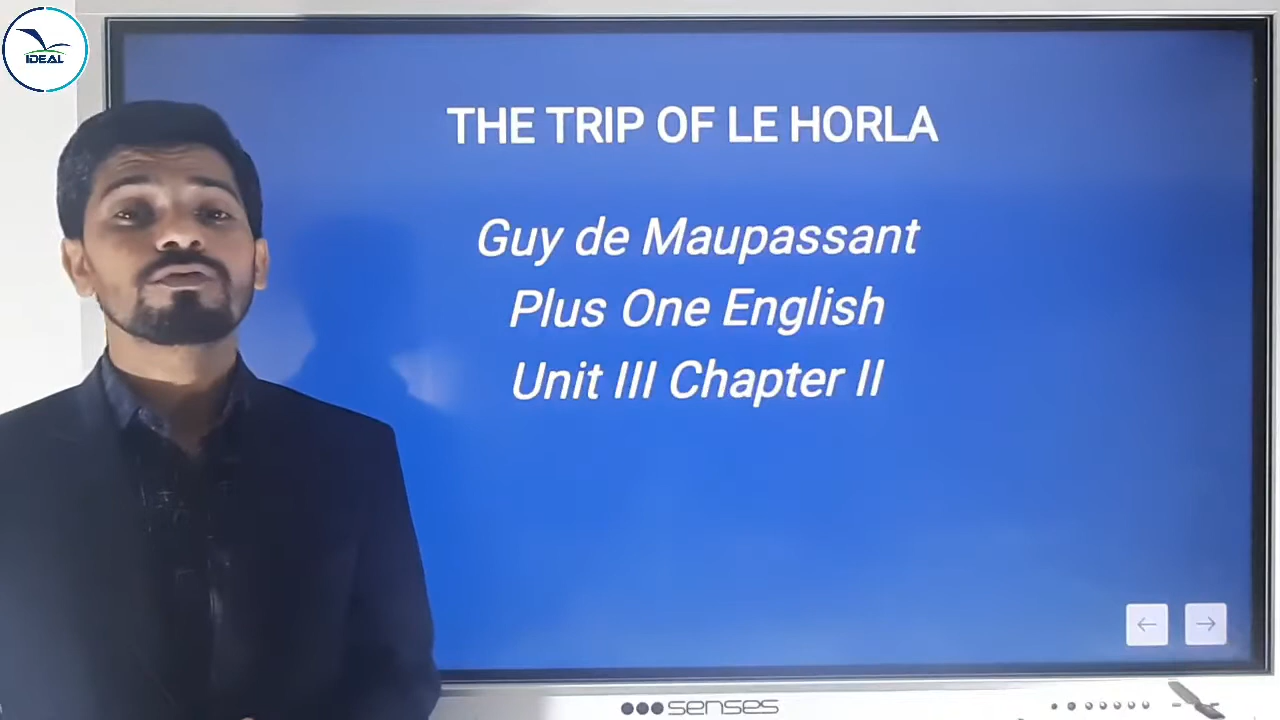 IDEAL
THE TRIP OF LE HORLA
Guy de Maupassant
Plus One English
Unit III Chapter II
senses